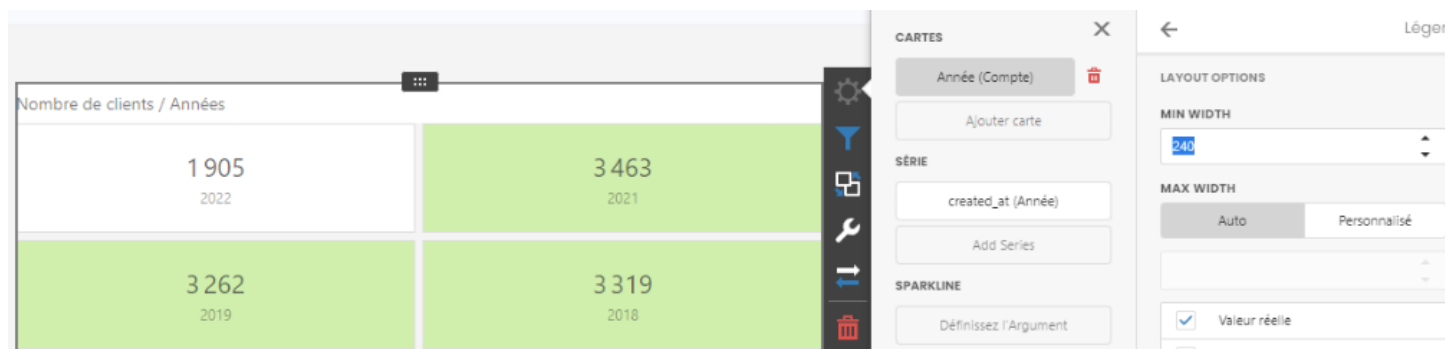 Nombre de clients / Années
1 905
2022
3 463
2021
3 262
2019
3 319
2018
CARTES
Année (Compte)
Ajouter carte
SÉRIE
created_at (Année)
Add Series
SPARKLINE
Définissez l'Argument
Léger
LAYOUT OPTIONS
MIN WIDTH
240
MAX WIDTH
Auto
Personnalisé
Valeur réelle